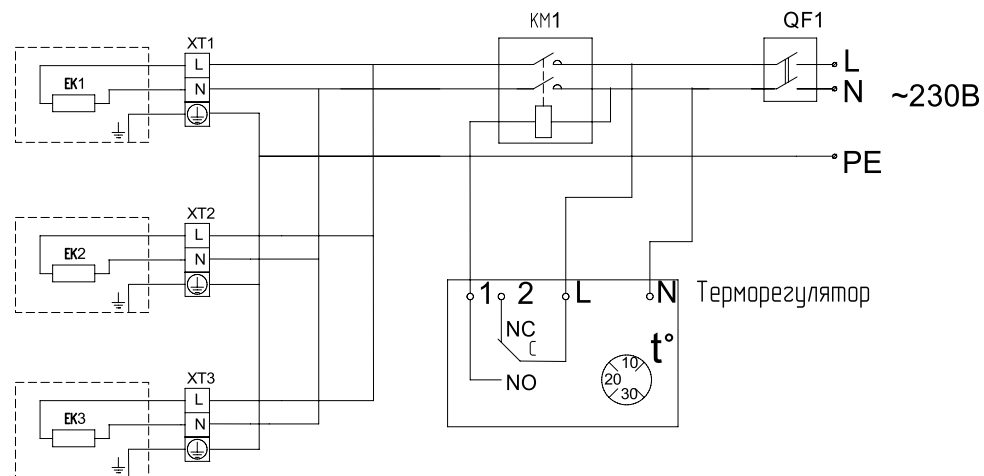 KM1
QF1
XT1
L
N
EK1
L
N
~230В
PE
XT2
L
N
EK2
XT3
L
N
EK3
1
2
L
N
Терморегулятор
NC
C
NO
t°
10
20
30